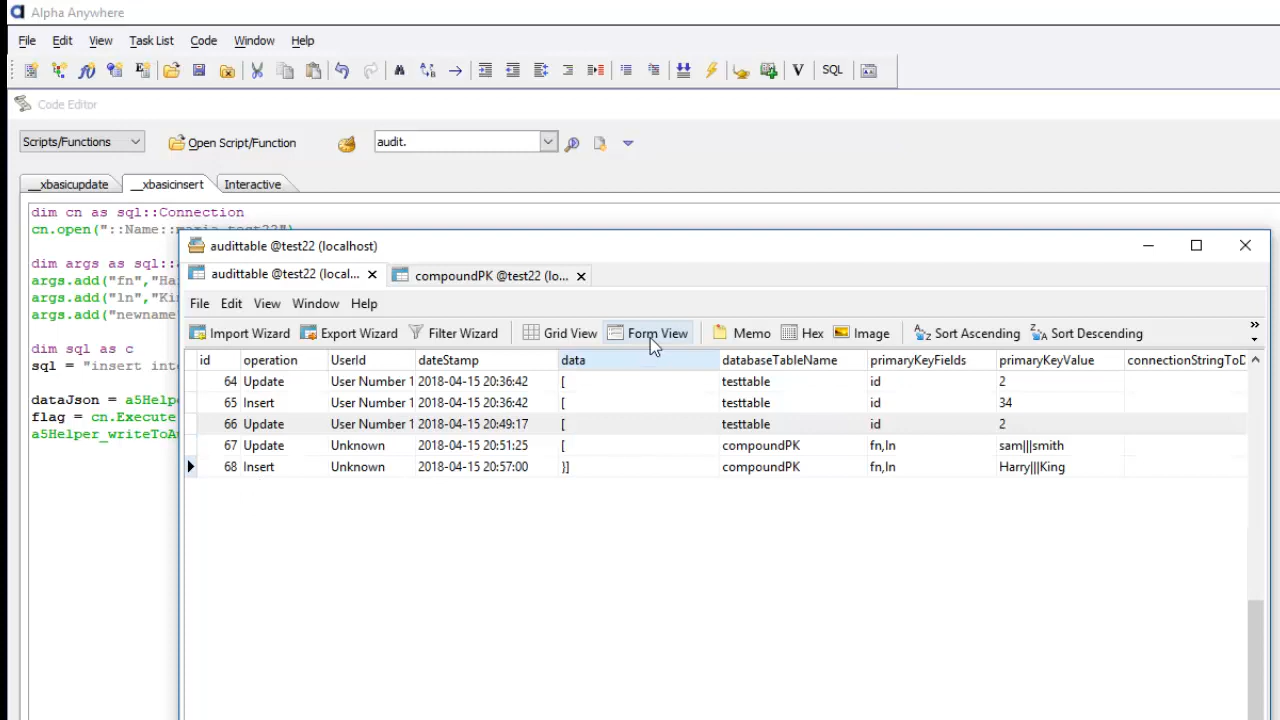 Alpha Anywhere
File Edit View Task List Code Window Help
V SQL
Code Editor
Scripts/Functions Open Script/Function audit.
__xbasicupdate __xbasicinsert Interactive
dim cn as sql::Connection
cn.open("::Name::maria_test22")
audittable @test22 (localhost)
dim args as sql::
audittable @test22 (local... compoundPK @test22 (lo...
args.add("fn","Ha
args.add("ln","Ki
File Edit View Window Help
args.add("newname
Import Wizard Export Wizard Filter Wizard Grid View Form View Memo Hex Image Sort Ascending Sort Descending
dim sql as c
id operation UserId dateStamp data databaseTableName primaryKeyFields primaryKeyValue connectionStringToD
sql = "insert int
64 Update User Number 1 2018-04-15 20:36:42 [ testtable id 2
dataJson = a5Help
65 Insert User Number 1 2018-04-15 20:36:42 [ testtable id 34
flag = cn.Execute
66 Update User Number 1 2018-04-15 20:49:17 [ testtable id 2
a5Helper_writeToA
67 Update Unknown 2018-04-15 20:51:25 [ compoundPK fn,ln sam|||smith
68 Insert Unknown 2018-04-15 20:57:00 }] compoundPK fn,ln Harry|||King